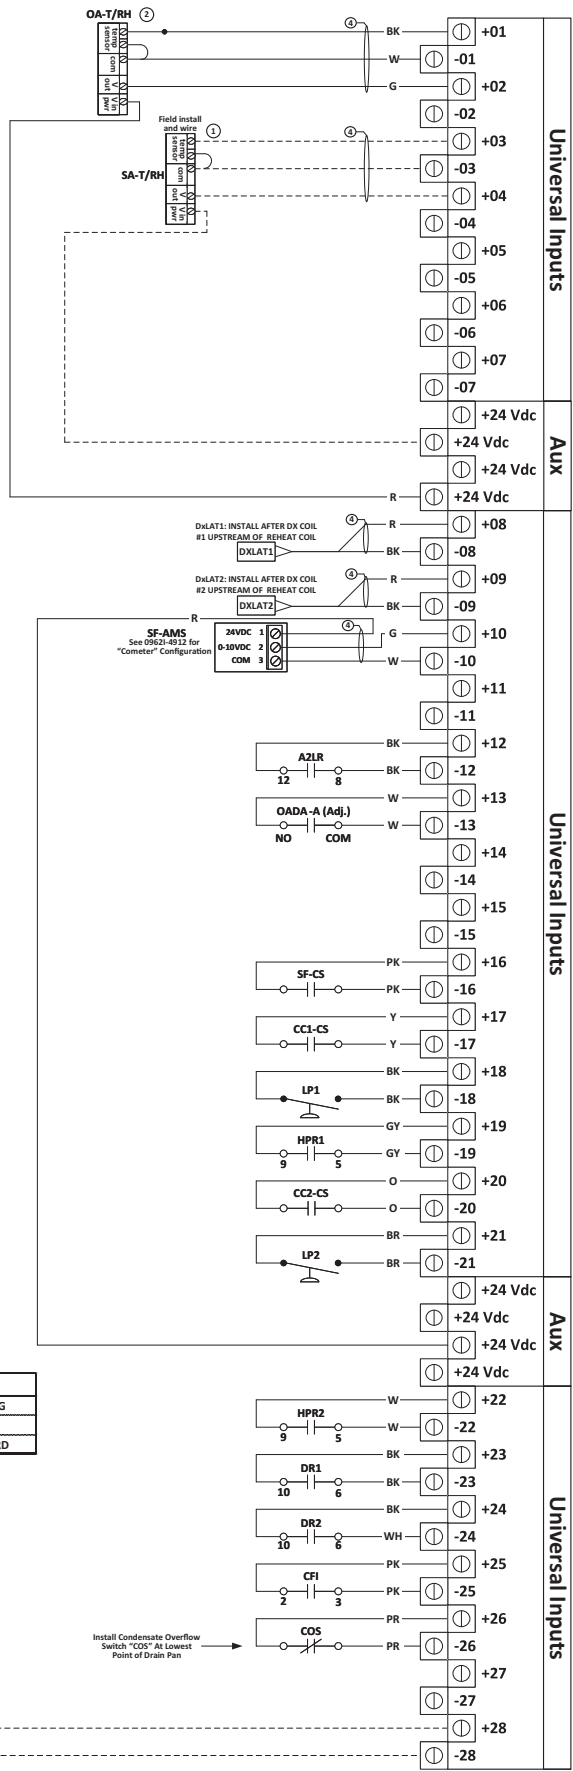 OA-T/RH 2
temp
sensor
com
V
out
V in
pwr
4
BK
+01
W
-01
G
+02
-02
Field install
and wire
1
temp
sensor
com
V
out
V in
pwr
SA-T/RH
4
+03
-03
+04
-04
+05
-05
+06
-06
+07
-07
Universal Inputs
+24 Vdc
+24 Vdc
+24 Vdc
R
+24 Vdc
Aux
DxLAT1: INSTALL AFTER DX COIL
#1 UPSTREAM OF REHEAT COIL
DXLAT1
4
R
+08
BK
-08
DxLAT2: INSTALL AFTER DX COIL
#2 UPSTREAM OF REHEAT COIL
DXLAT2
4
R
+09
BK
-09
R
SF-AMS
See 0962I-4912 for
"Cometer" Configuration
24VDC 1
0-10VDC 2
COM 3
4
G
+10
W
-10
+11
-11
BK
+12
A2LR
12
8
BK
-12
W
+13
OADA-A (Adj.)
NO
COM
W
-13
+14
-14
+15
-15
PK
+16
SF-CS
PK
-16
Y
+17
CC1-CS
Y
-17
BK
+18
LP1
BK
-18
GY
+19
HPR1
9
5
GY
-19
O
+20
CC2-CS
O
-20
BR
+21
LP2
BR
-21
Universal Inputs
+24 Vdc
+24 Vdc
+24 Vdc
+24 Vdc
Aux
G
RD
W
+22
HPR2
9
5
W
-22
BK
+23
DR1
10
6
BK
-23
BK
+24
DR2
10
6
WH
-24
PK
+25
CFI
2
3
PK
-25
PR
+26
Install Condensate Overflow
Switch "COS" At Lowest
Point of Drain Pan
COS
PR
-26
+27
-27
+28
-28
Universal Inputs